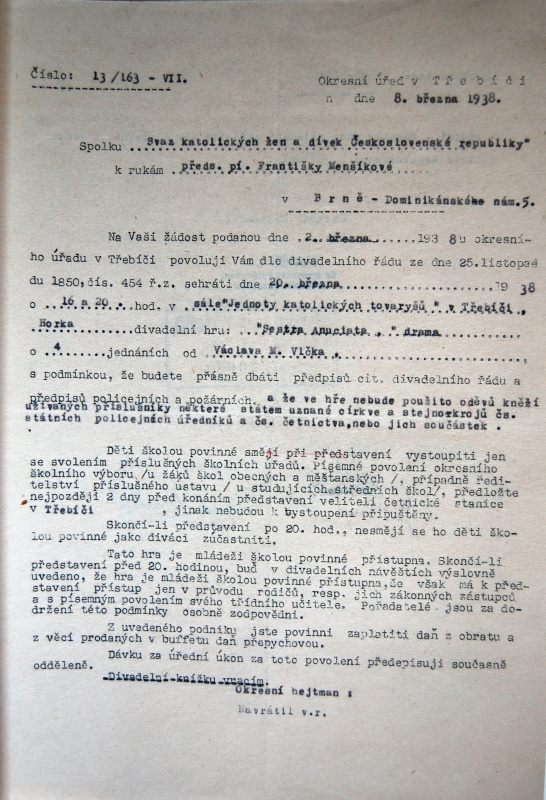 Číslo: 13/163 - VII.
Okresní úřad v Třebíči
n dne 8. března 1938.
Spolku "Svaz katolických žen a dívek Československé republiky"
k rukám předs. pí. Františky Menšíkové
v Brně - Dominikánského nám. 5.
Na Vaši žádost podanou dne 2. března 1938 u okresní-
ho úřadu v Třebíči povoluji Vám dle divadelního řádu ze dne 25. listopad
du 1850, čís. 454 ř.z. sehráti dne 20. března 1938
o 16 a 20 hod. v sále "Jednoty katolických tovaryšů" v Třebíči,
Horka divadelní hru: "Sestra Anuciata," drama
o 4 jednáních od Václava M. Vlčka,
s podmínkou, že budete přásně dbáti předpisů cit. divadelního řádu a
předpisů policejních a požárních, a že ve hře nebude použito oděvů kněží
užívaných příslušníky některé státem uznané církve a stejnokrojů čs.
státních policejních úředníků a čs. četnictva, nebo jich součástek.
Děti školou povinné smějí při představení vystoupiti jen
se svolením příslušných školních úřadů. Písemné povolení okresního
školního výboru /u žáků škol obecných a měšťanských /, případně ředi-
telství příslušného ústavu / u studujících středních škol/, předložte
nejpozději 2 dny před konáním představení veliteli četnické stanice
v Třebíči , jinak nebudou k vystoupení připuštěny.
Skončí-li představení po 20. hod., nesmějí se ho děti ško-
lou povinné jako diváci zúčastniti.
Tato hra je mládeži školou povinné přístupna. Skončí-li
představení před 20. hodinou, buď v divadelních návěštích výslovně
uvedeno, že hra je mládeži školou povinné přístupna, že však má k před-
stavení přístup jen v průvodu rodičů, resp. jich zákonných zástupců
a s písemným povolením svého třídního učitele. Pořadatelé jsou za do-
držení této podmínky osobně zodpovědni.
Z uvedeného podniku jste povinni zaplatiti daň z obratu a
z věcí prodaných v buffetu daň přepychovou.
Dávku za úřední úkon za toto povolení předepisuji současně
odděleně.
Divadelní knížku vracím.
Okresní hejtman :
Navrátil v.r.